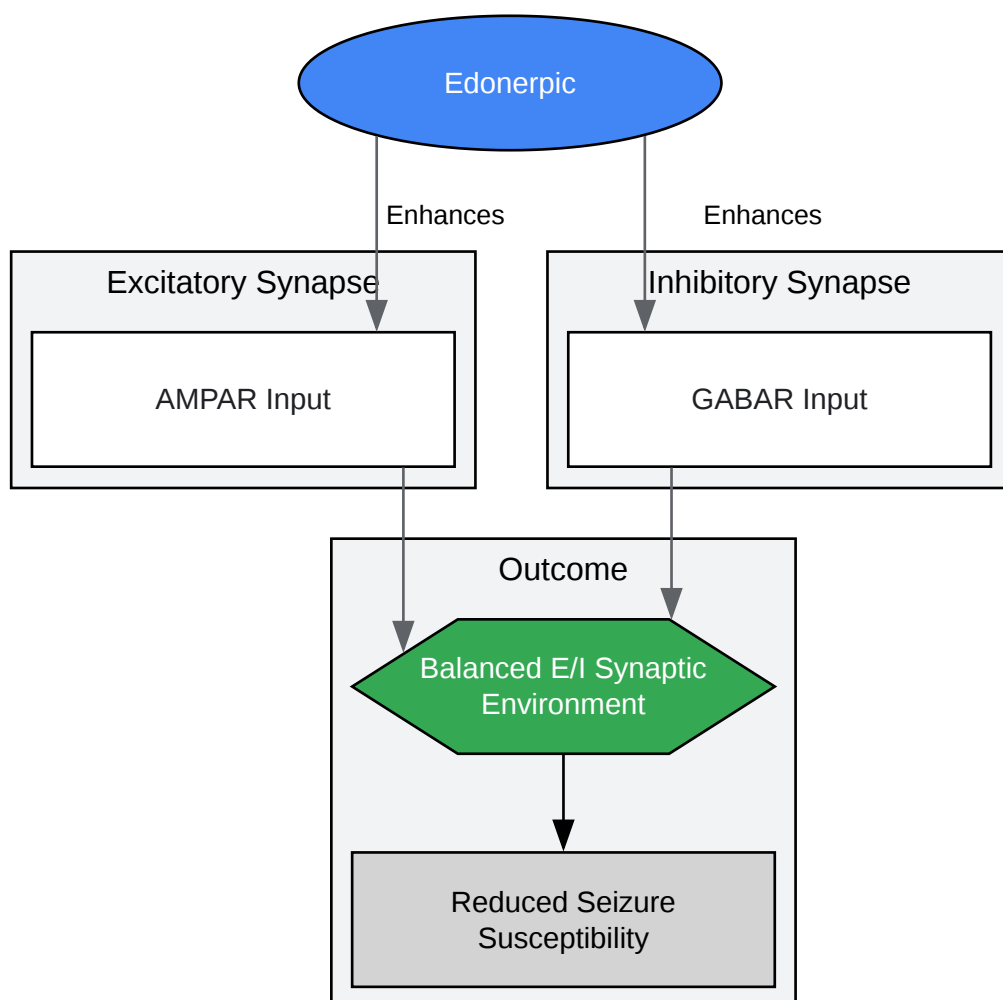 Edonerpic
Enhances
Enhances
Excitatory Synapse
Inhibitory Synapse
AMPAR Input
GABAR Input
Outcome
Balanced E/I Synaptic
Environment
Reduced Seizure
Susceptibility